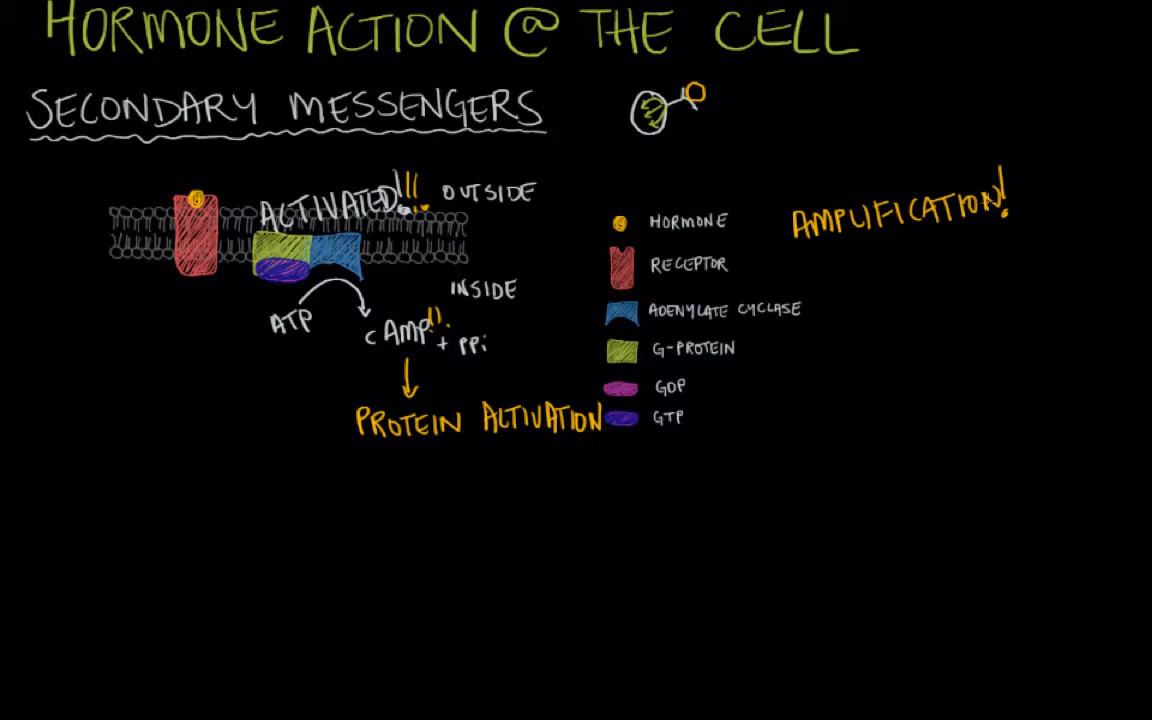 HORMONE ACTION @ THE CELL
SECONDARY MESSENGERS
ACTIVATED!!!
OUTSIDE
INSIDE
ATP
cAMP!!
+ PPi
PROTEIN ACTIVATION
HORMONE
RECEPTOR
ADENYLATE CYCLASE
G-PROTEIN
GDP
GTP
AMPLIFICATION!